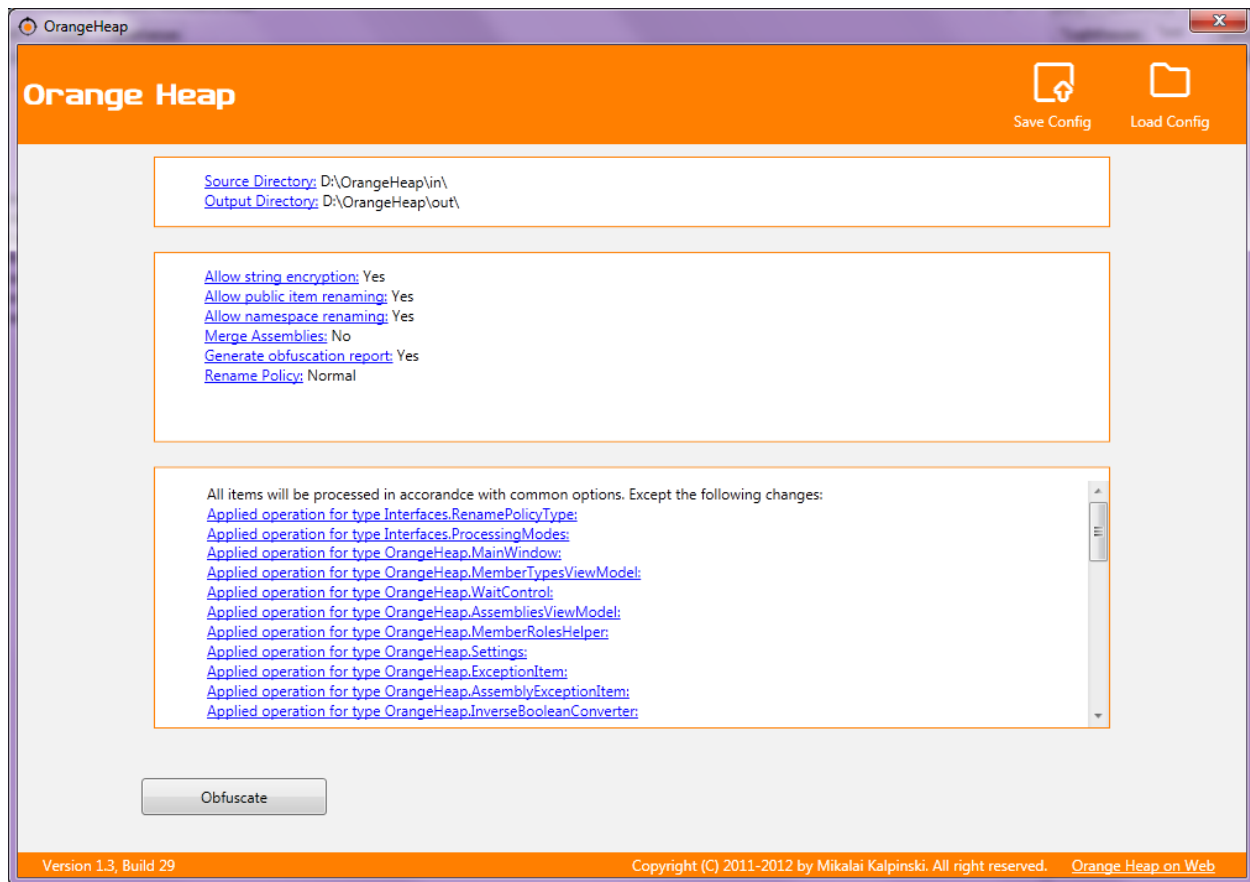 OrangeHeap
Orange Heap
Save Config
Load Config
Source Directory: D:\OrangeHeap\in\
Output Directory: D:\OrangeHeap\out\
Allow string encryption: Yes
Allow public item renaming: Yes
Allow namespace renaming: Yes
Merge Assemblies: No
Generate obfuscation report: Yes
Rename Policy: Normal
All items will be processed in accorandce with common options. Except the following changes:
Applied operation for type Interfaces.RenamePolicyType:
Applied operation for type Interfaces.ProcessingModes:
Applied operation for type OrangeHeap.MainWindow:
Applied operation for type OrangeHeap.MemberTypesViewModel:
Applied operation for type OrangeHeap.WaitControl:
Applied operation for type OrangeHeap.AssembliesViewModel:
Applied operation for type OrangeHeap.MemberRolesHelper:
Applied operation for type OrangeHeap.Settings:
Applied operation for type OrangeHeap.ExceptionItem:
Applied operation for type OrangeHeap.AssemblyExceptionItem:
Applied operation for type OrangeHeap.InverseBooleanConverter:
Obfuscate
Version 1.3, Build 29
Copyright (C) 2011-2012 by Mikalai Kalpinski. All right reserved.
Orange Heap on Web